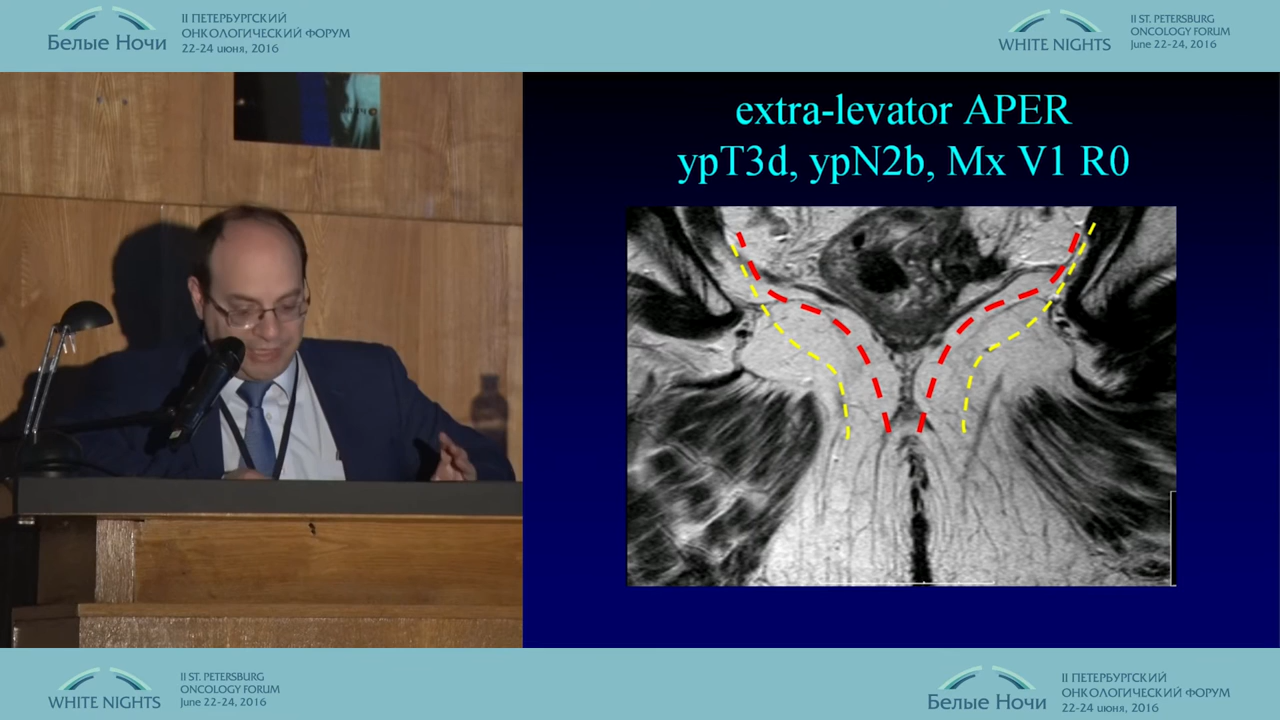 II ПЕТЕРБУРГСКИЙ
ОНКОЛОГИЧЕСКИЙ ФОРУМ
Белые Ночи
22-24 июня, 2016
II ST. PETERSBURG
ONCOLOGY FORUM
WHITE NIGHTS
June 22-24, 2016
extra-levator APER
ypT3d, ypN2b, Mx V1 R0
II ST. PETERSBURG
ONCOLOGY FORUM
WHITE NIGHTS
June 22-24, 2016
II ПЕТЕРБУРГСКИЙ
ОНКОЛОГИЧЕСКИЙ ФОРУМ
Белые Ночи
22-24 июня, 2016